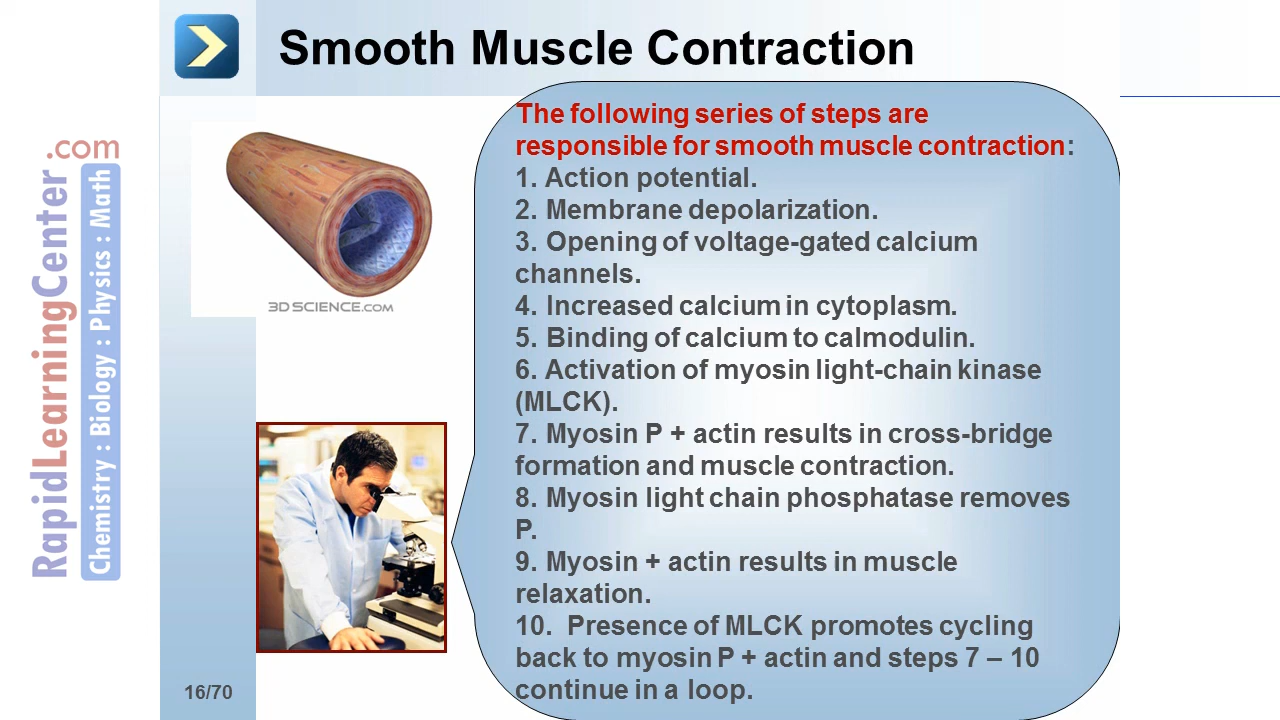 Smooth Muscle Contraction
The following series of steps are
responsible for smooth muscle contraction:
1. Action potential.
2. Membrane depolarization.
3. Opening of voltage-gated calcium
channels.
4. Increased calcium in cytoplasm.
5. Binding of calcium to calmodulin.
6. Activation of myosin light-chain kinase
(MLCK).
7. Myosin P + actin results in cross-bridge
formation and muscle contraction.
8. Myosin light chain phosphatase removes
P.
9. Myosin + actin results in muscle
relaxation.
10. Presence of MLCK promotes cycling
back to myosin P + actin and steps 7 – 10
continue in a loop.
3DSCIENCE.COM
RapidLearningCenter.com
Chemistry : Biology : Physics : Math
16/70